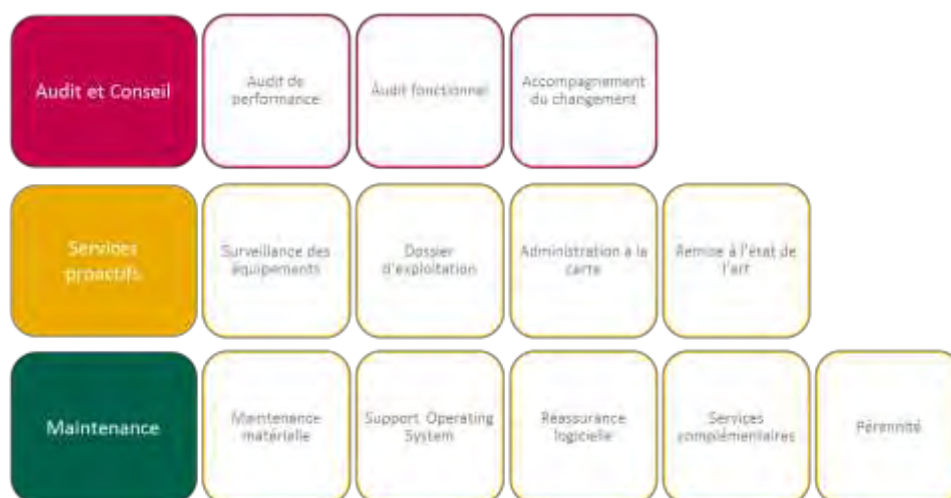 Audit et Conseil
Audit de
performance
Audit fonctionnel
Accompagnement
du changement
Services
proactifs
Surveillance des
équipements
Dossier
d'exploitation
Administration à la
carte
Remise à l'état de
l'art
Maintenance
Maintenance
matérielle
Support Operating
System
Réassurance
logicielle
Services
complémentaires
Pérennité